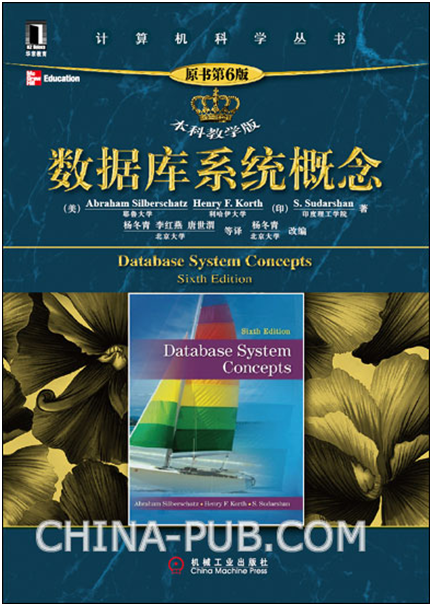 计算机科学丛书
华章教育
Mc
Graw
Hill
Education
原书第6版
本科教学版
数据库系统概念
(美) Abraham Silberschatz Henry F. Korth (印) S. Sudarshan 著
耶鲁大学 利哈伊大学 印度理工学院
杨冬青 李红燕 唐世渭 等译 杨冬青 改编
北京大学 北京大学
Database System Concepts
Sixth Edition
Sixth Edition
Database System
Concepts
Abraham Silberschatz · Henry F. Korth · S. Sudarshan
CHINA-PUB.COM
机械工业出版社
China Machine Press